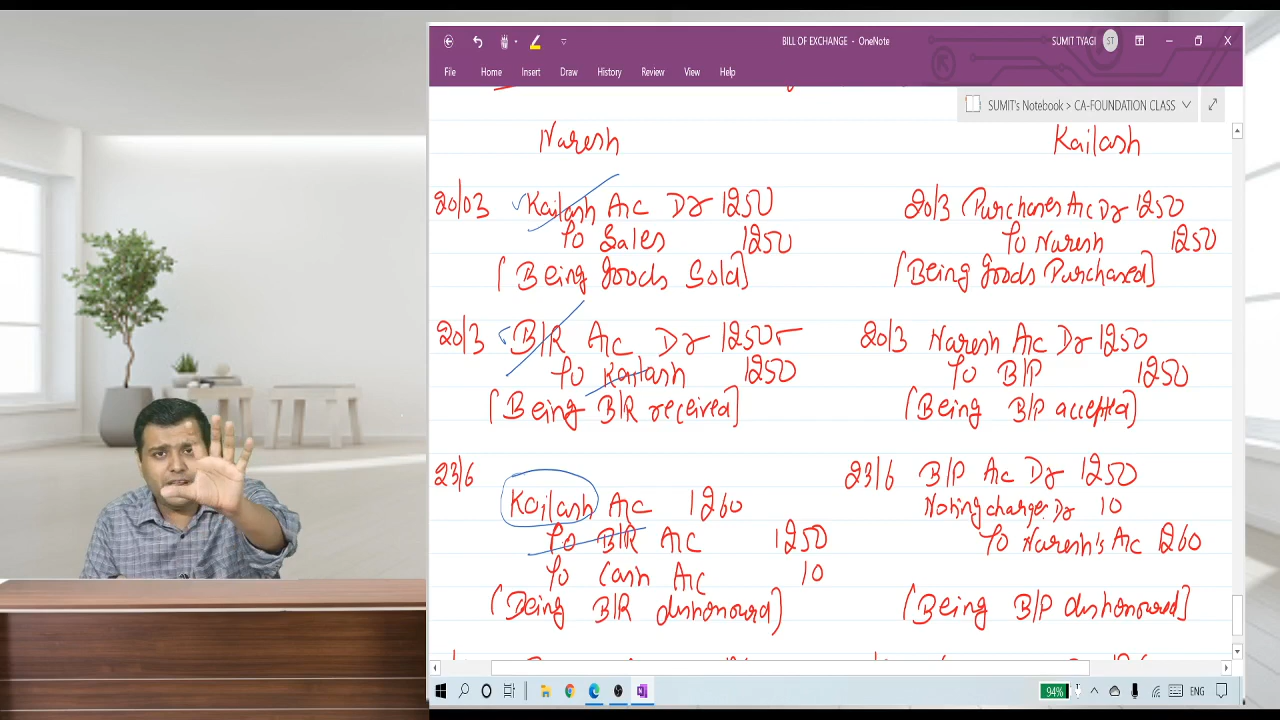 BILL OF EXCHANGE - OneNote
SUMIT TYAGI ST
File Home Insert Draw History Review View Help
SUMIT's Notebook > CA-FOUNDATION CLASS
Naresh
20/03 Kailash A/c Dr 1250
To Sales 1250
[Being goods Sold]
20/3 B/R A/c Dr 1250
To Kailash 1250
[Being B/R received]
23/6
Kailash A/c 1260
To B/R A/c 1250
To Cash A/c 10
(Being B/R dishonoured)
Kailash
20/3 Purchases A/c Dr 1250
To Naresh 1250
[Being goods Purchased]
20/3 Naresh A/c Dr 1250
To B/P 1250
[Being B/P accepted]
23/6 B/P A/c Dr 1250
Noting charges Dr 10
To Naresh's A/c 1260
[Being B/P dishonoured]
94% ENG